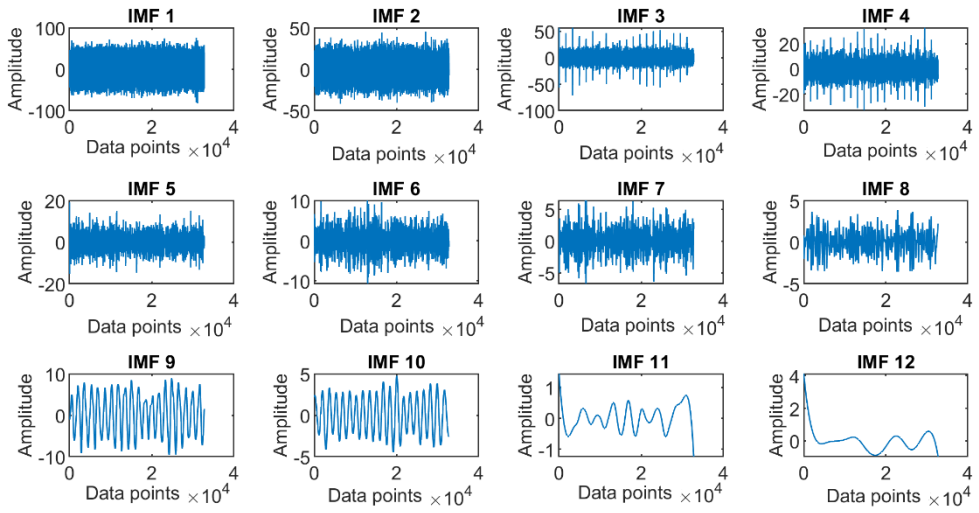 IMF 1
Amplitude
100
0
-100
0 2 4
Data points ×10^4
IMF 2
Amplitude
50
0
-50
0 2 4
Data points ×10^4
IMF 3
Amplitude
50
0
-50
-100
0 2 4
Data points ×10^4
IMF 4
Amplitude
20
0
-20
0 2 4
Data points ×10^4
IMF 5
Amplitude
20
0
-20
0 2 4
Data points ×10^4
IMF 6
Amplitude
10
0
-10
0 2 4
Data points ×10^4
IMF 7
Amplitude
5
0
-5
0 2 4
Data points ×10^4
IMF 8
Amplitude
5
0
-5
0 2 4
Data points ×10^4
IMF 9
Amplitude
10
0
-10
0 2 4
Data points ×10^4
IMF 10
Amplitude
5
0
-5
0 2 4
Data points ×10^4
IMF 11
Amplitude
1
0
-1
0 2 4
Data points ×10^4
IMF 12
Amplitude
4
2
0
0 2 4
Data points ×10^4